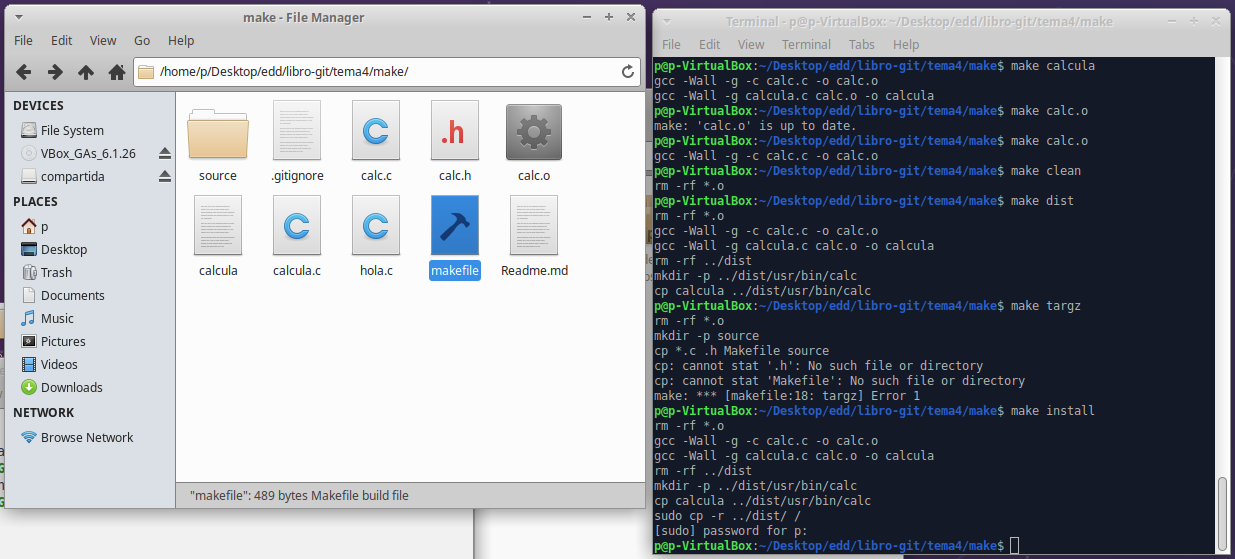 make - File Manager
File Edit View Go Help
/home/p/Desktop/edd/libro-git/tema4/make/
DEVICES
File System
VBox_GAs_6.1.26
compartida
PLACES
p
Desktop
Trash
Documents
Music
Pictures
Videos
Downloads
NETWORK
Browse Network
source .gitignore calc.c calc.h calc.o
.h
calcula calcula.c hola.c makefile Readme.md
"makefile": 489 bytes Makefile build file
Terminal - p@p-VirtualBox: ~/Desktop/edd/libro-git/tema4/make
File Edit View Terminal Tabs Help
p@p-VirtualBox:~/Desktop/edd/libro-git/tema4/make$ make calcula
gcc -Wall -g -c calc.c -o calc.o
gcc -Wall -g calcula.c calc.o -o calcula
p@p-VirtualBox:~/Desktop/edd/libro-git/tema4/make$ make calc.o
make: 'calc.o' is up to date.
p@p-VirtualBox:~/Desktop/edd/libro-git/tema4/make$ make calc.o
gcc -Wall -g -c calc.c -o calc.o
p@p-VirtualBox:~/Desktop/edd/libro-git/tema4/make$ make clean
rm -rf *.o
p@p-VirtualBox:~/Desktop/edd/libro-git/tema4/make$ make dist
rm -rf *.o
gcc -Wall -g -c calc.c -o calc.o
gcc -Wall -g calcula.c calc.o -o calcula
rm -rf ../dist
mkdir -p ../dist/usr/bin/calc
cp calcula ../dist/usr/bin/calc
p@p-VirtualBox:~/Desktop/edd/libro-git/tema4/make$ make targz
rm -rf *.o
mkdir -p source
cp *.c .h Makefile source
cp: cannot stat '.h': No such file or directory
cp: cannot stat 'Makefile': No such file or directory
make: *** [makefile:18: targz] Error 1
p@p-VirtualBox:~/Desktop/edd/libro-git/tema4/make$ make install
rm -rf *.o
gcc -Wall -g -c calc.c -o calc.o
gcc -Wall -g calcula.c calc.o -o calcula
rm -rf ../dist
mkdir -p ../dist/usr/bin/calc
cp calcula ../dist/usr/bin/calc
sudo cp -r ../dist/ /
[sudo] password for p:
p@p-VirtualBox:~/Desktop/edd/libro-git/tema4/make$